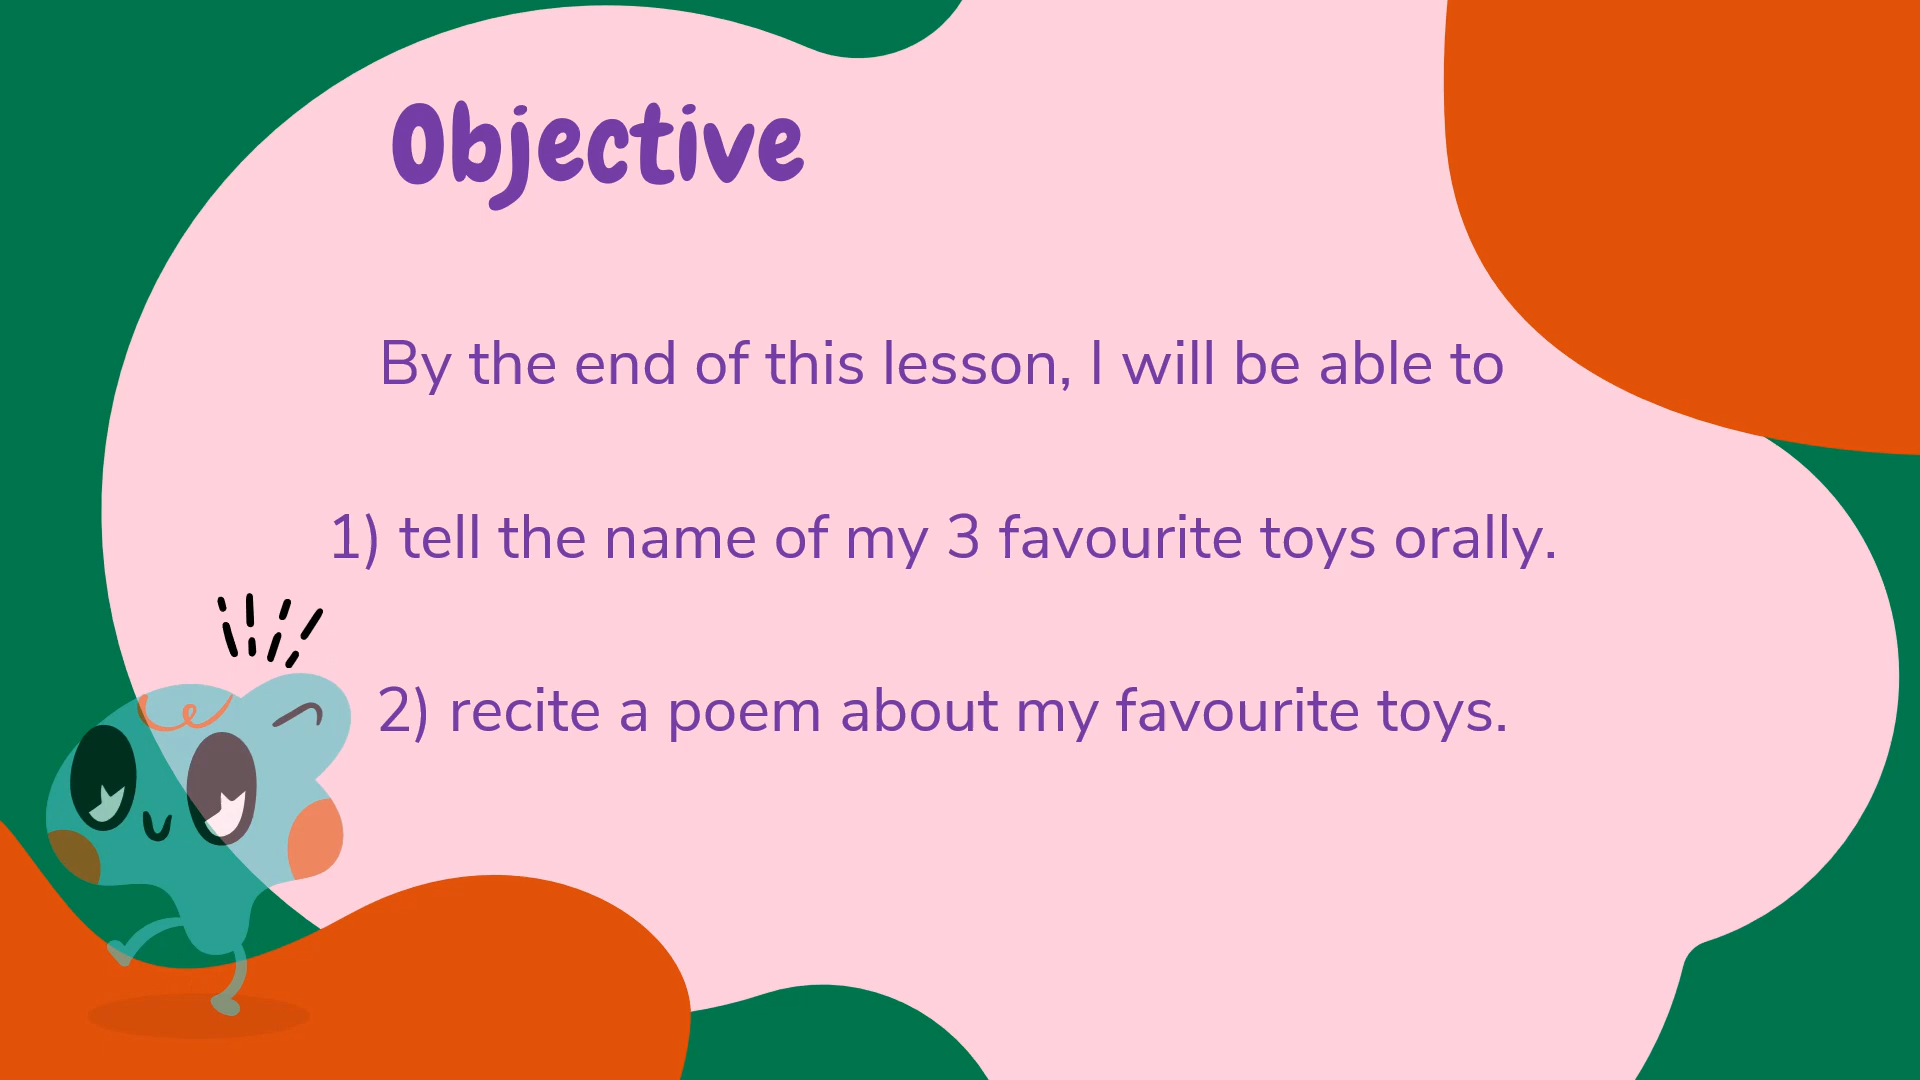 Objective
By the end of this lesson, I will be able to
1) tell the name of my 3 favourite toys orally.
2) recite a poem about my favourite toys.